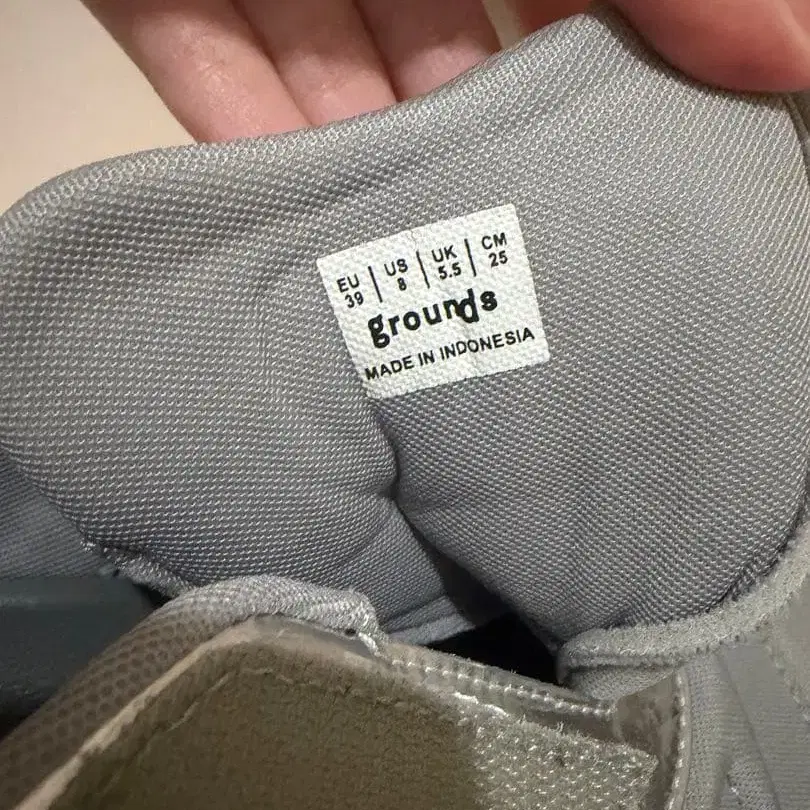 EU | US | UK | CM
39 | 8 | 5.5 | 25
grounds
MADE IN INDONESIA